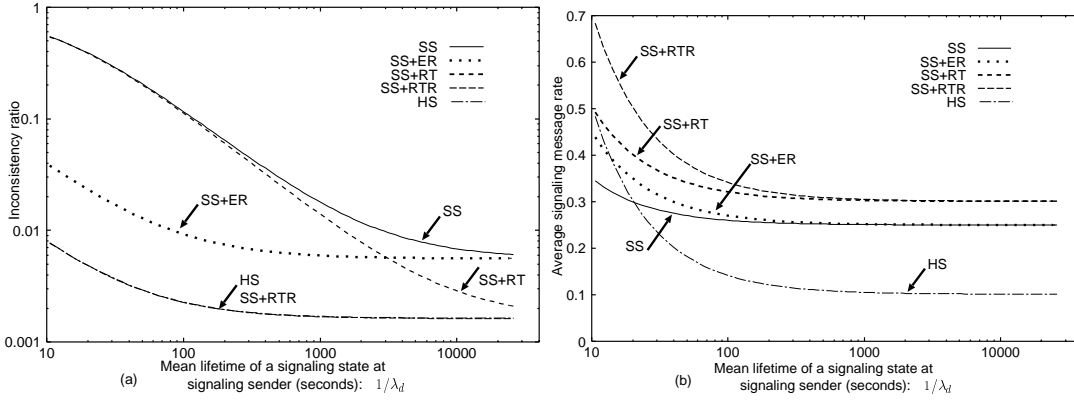 1
0.1
0.01
0.001
Inconsistency ratio
SS
SS+ER
SS+RT
SS+RTR
HS
SS+ER
SS
HS
SS+RTR
SS+RT
10 100 1000 10000
Mean lifetime of a signaling state at
(a) signaling sender (seconds): 1/λd
0.7
0.6
0.5
0.4
0.3
0.2
0.1
0
Average signaling message rate
SS
SS+ER
SS+RT
SS+RTR
HS
SS+RTR
SS+RT
SS+ER
SS
HS
10 100 1000 10000
Mean lifetime of a signaling state at
(b) signaling sender (seconds): 1/λd